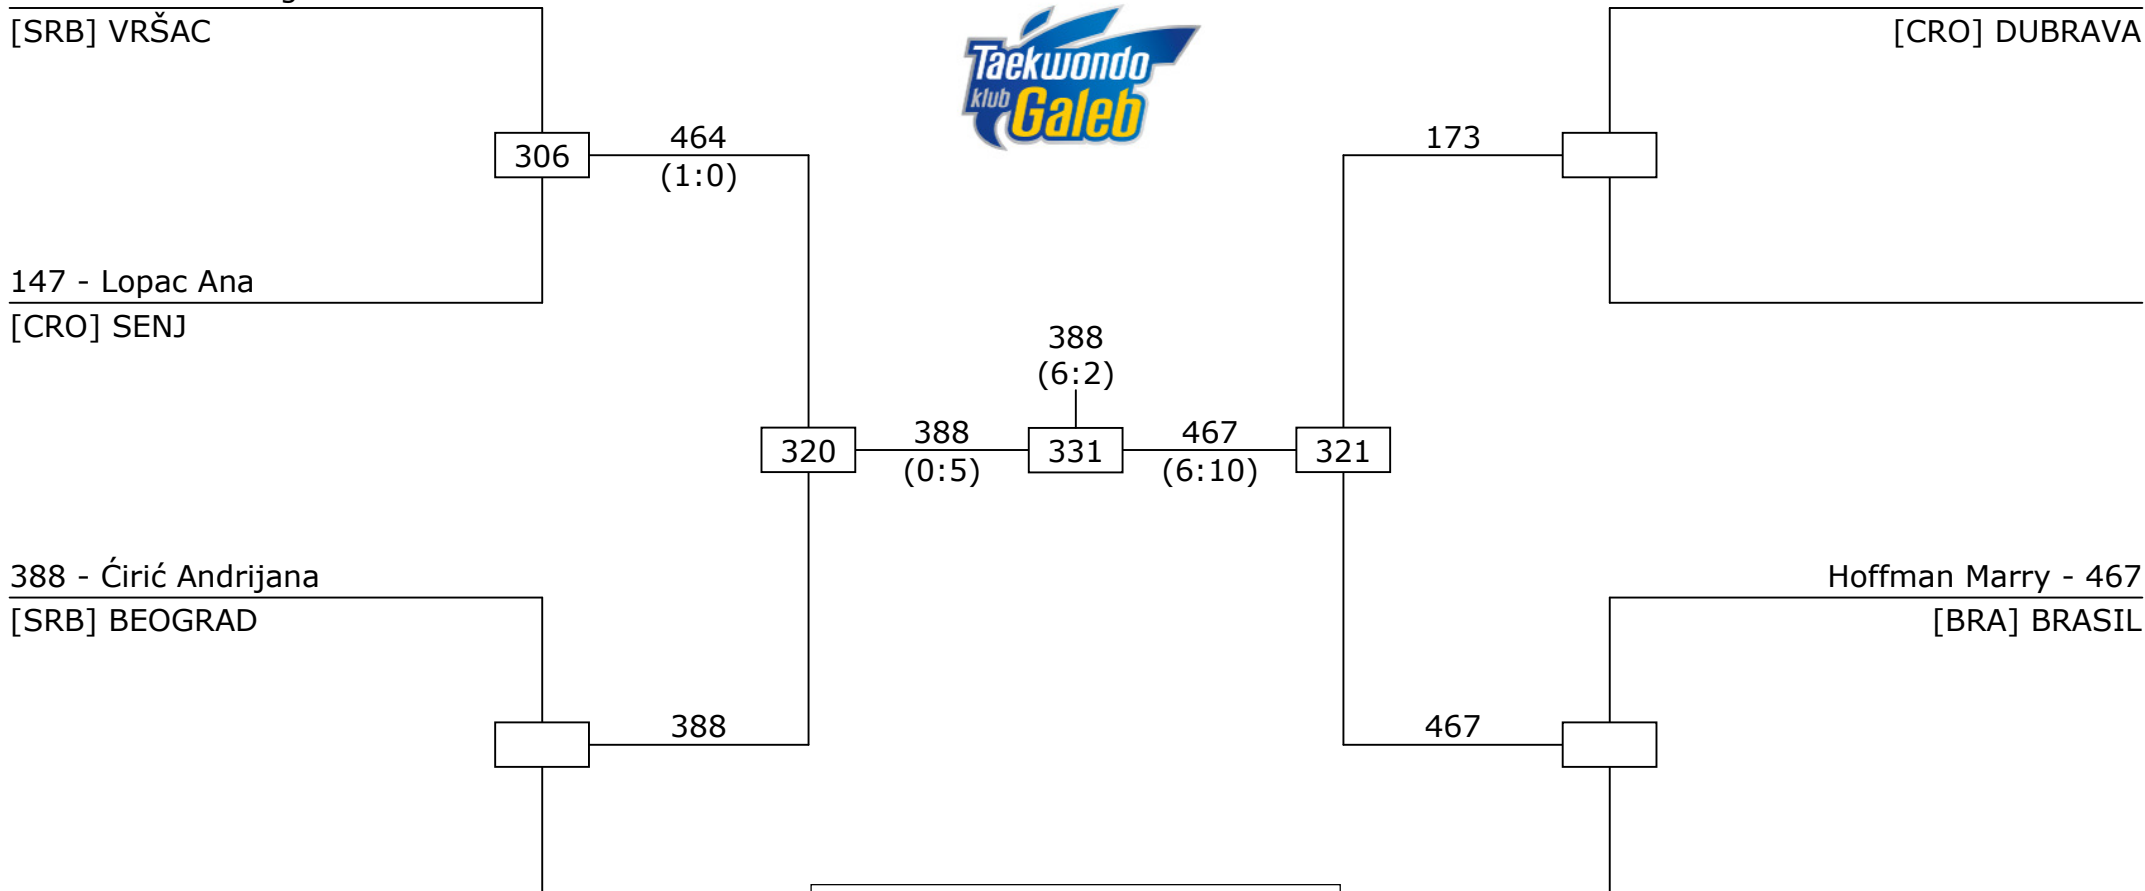 [SRB] VRŠAC
[CRO] DUBRAVA
Taekwondo
klub Galeb
306
464
(1:0)
173
147 - Lopac Ana
[CRO] SENJ
388
(6:2)
320
388
(0:5)
331
467
(6:10)
321
388 - Ćirić Andrijana
[SRB] BEOGRAD
Hoffman Marry - 467
[BRA] BRASIL
388
467